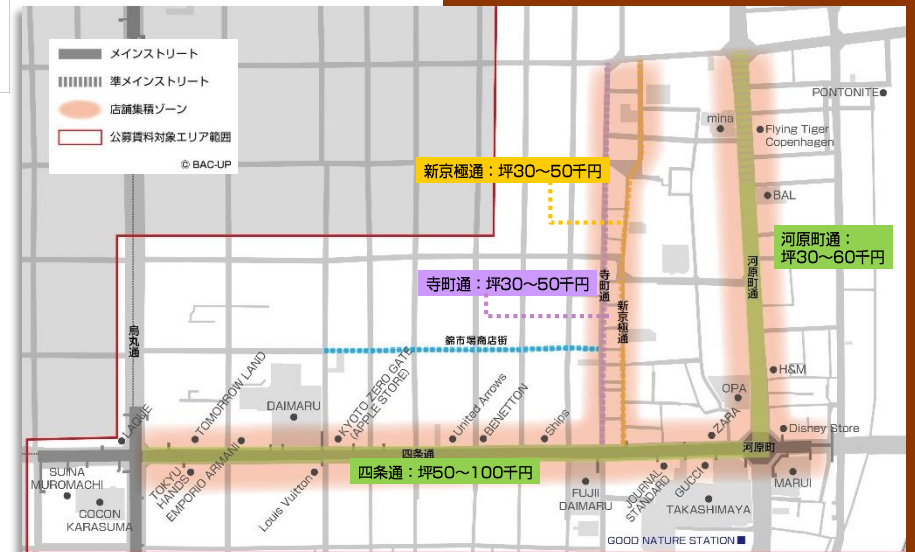 メインストリート
準メインストリート
店舗集積ゾーン
公募賃料対象エリア範囲
© BAC-UP
PONTONITE
mina
Flying Tiger
Copenhagen
新京極通：坪30～50千円
BAL
河原町通：
坪30～60千円
寺町通：坪30～50千円
寺町通
新京極通
河原町通
烏丸通
錦市場商店街
LAQUE
TOMORROW LAND
DAIMARU
KYOTO ZERO GATE
(APPLE STORE)
United Arrows
BENETTON
Ships
H&M
OPA
ZARA
Disney Store
四条通
河原町
四条通：坪50～100千円
SUINA
MUROMACHI
COCON
KARASUMA
TOKYU
HANDS
EMPORIO ARMANI
Louis Vuitton
FUJII
DAIMARU
JOURNAL
STANDARD
GUCCI
TAKASHIMAYA
MARUI
GOOD NATURE STATION